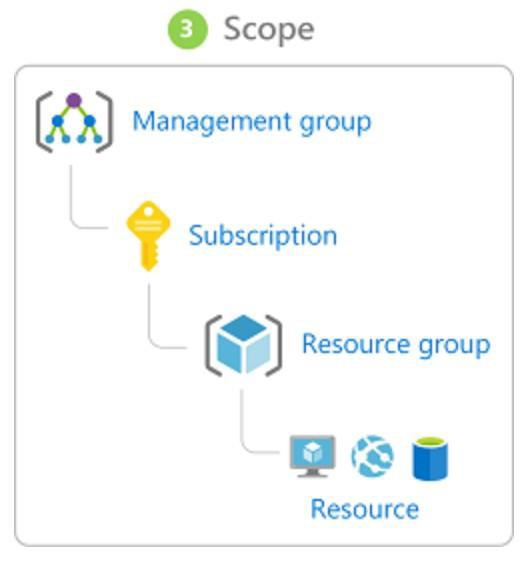 3 Scope
Management group
Subscription
Resource group
Resource